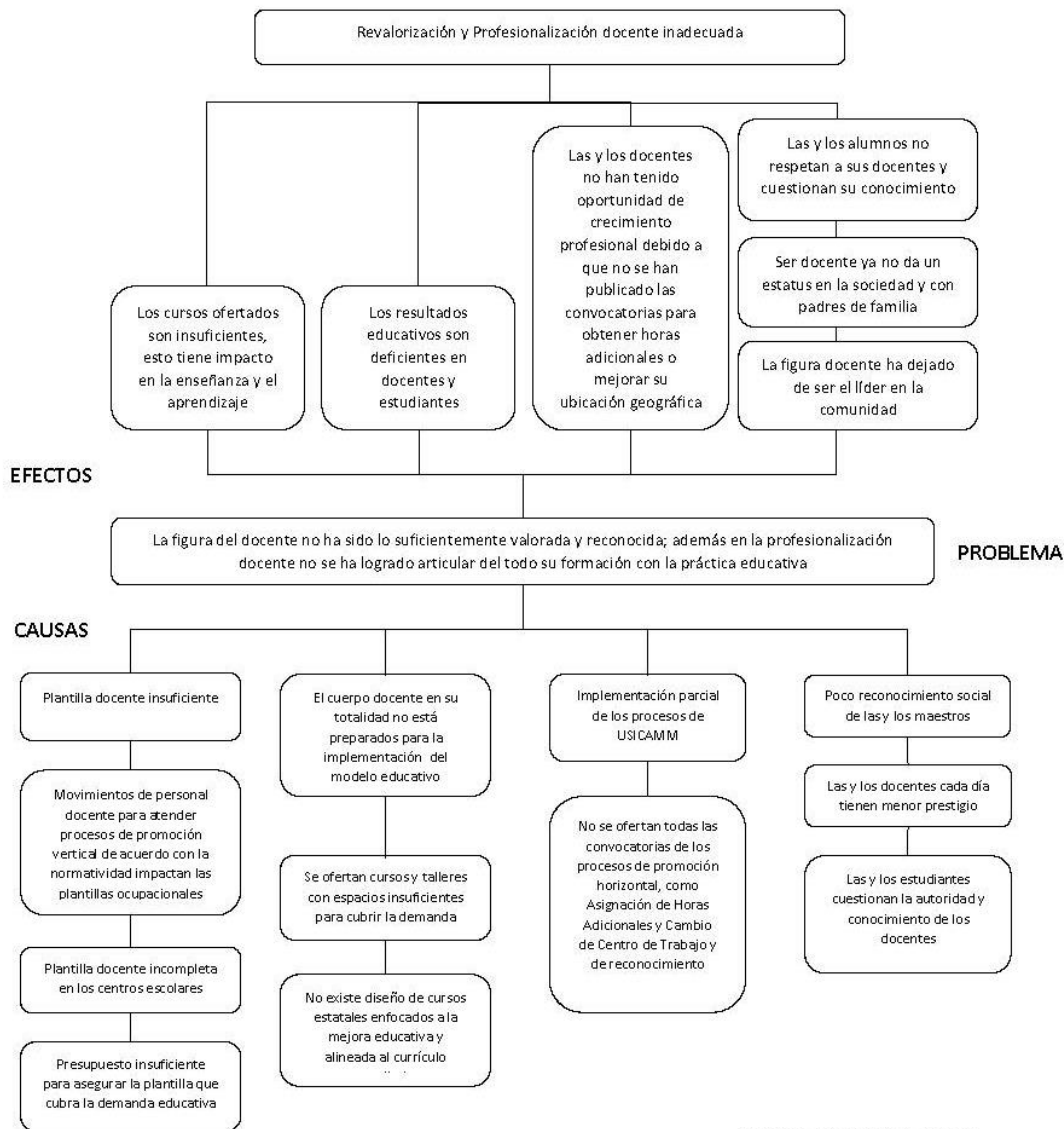 Revalorización y Profesionalización docente inadecuada
Los cursos ofertados
son insuficientes,
esto tiene impacto
en la enseñanza y el
aprendizaje
Los resultados
educativos son
deficientes en
docentes y
estudiantes
Las y los docentes
no han tenido
oportunidad de
crecimiento
profesional debido a
que no se han
publicado las
convocatorias para
obtener horas
adicionales o
mejorar su
ubicación geográfica
Las y los alumnos no
respetan a sus docentes y
cuestionan su conocimiento
Ser docente ya no da un
estatus en la sociedad y con
padres de familia
La figura docente ha dejado
de ser el líder en la
comunidad
EFECTOS
La figura del docente no ha sido lo suficientemente valorada y reconocida; además en la profesionalización
docente no se ha logrado articular del todo su formación con la práctica educativa
PROBLEMA
CAUSAS
Plantilla docente insuficiente
Movimientos de personal
docente para atender
procesos de promoción
vertical de acuerdo con la
normatividad impactan las
plantillas ocupacionales
Plantilla docente incompleta
en los centros escolares
Presupuesto insuficiente
para asegurar la plantilla que
cubra la demanda educativa
El cuerpo docente en su
totalidad no está
preparados para la
implementación del
modelo educativo
Se ofertan cursos y talleres
con espacios insuficientes
para cubrir la demanda
No existe diseño de cursos
estatales enfocados a la
mejora educativa y
alineada al currículo
Implementación parcial
de los procesos de
USICAMM
No se ofertan todas las
convocatorias de los
procesos de promoción
horizontal, como
Asignación de Horas
Adicionales y Cambio
de Centro de Trabajo y
de reconocimiento
Poco reconocimiento social
de las y los maestros
Las y los docentes cada día
tienen menor prestigio
Las y los estudiantes
cuestionan la autoridad y
conocimiento de los
docentes